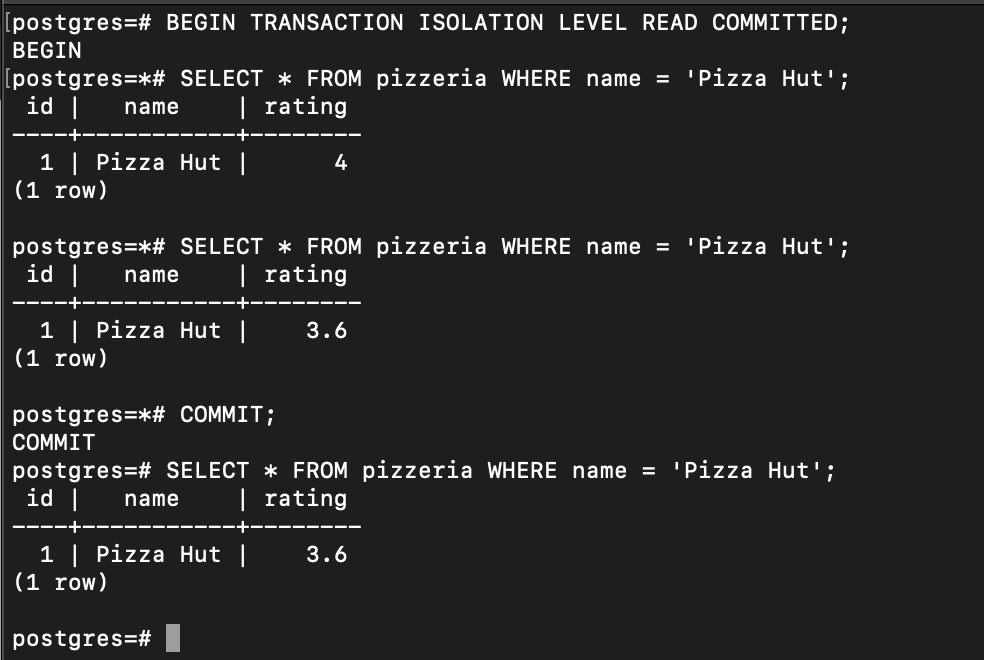 [postgres=# BEGIN TRANSACTION ISOLATION LEVEL READ COMMITTED;
BEGIN
[postgres=*# SELECT * FROM pizzeria WHERE name = 'Pizza Hut';
 id |   name    | rating
----+-----------+--------
  1 | Pizza Hut |      4
(1 row)

postgres=*# SELECT * FROM pizzeria WHERE name = 'Pizza Hut';
 id |   name    | rating
----+-----------+--------
  1 | Pizza Hut |    3.6
(1 row)

postgres=*# COMMIT;
COMMIT
postgres=# SELECT * FROM pizzeria WHERE name = 'Pizza Hut';
 id |   name    | rating
----+-----------+--------
  1 | Pizza Hut |    3.6
(1 row)

postgres=#